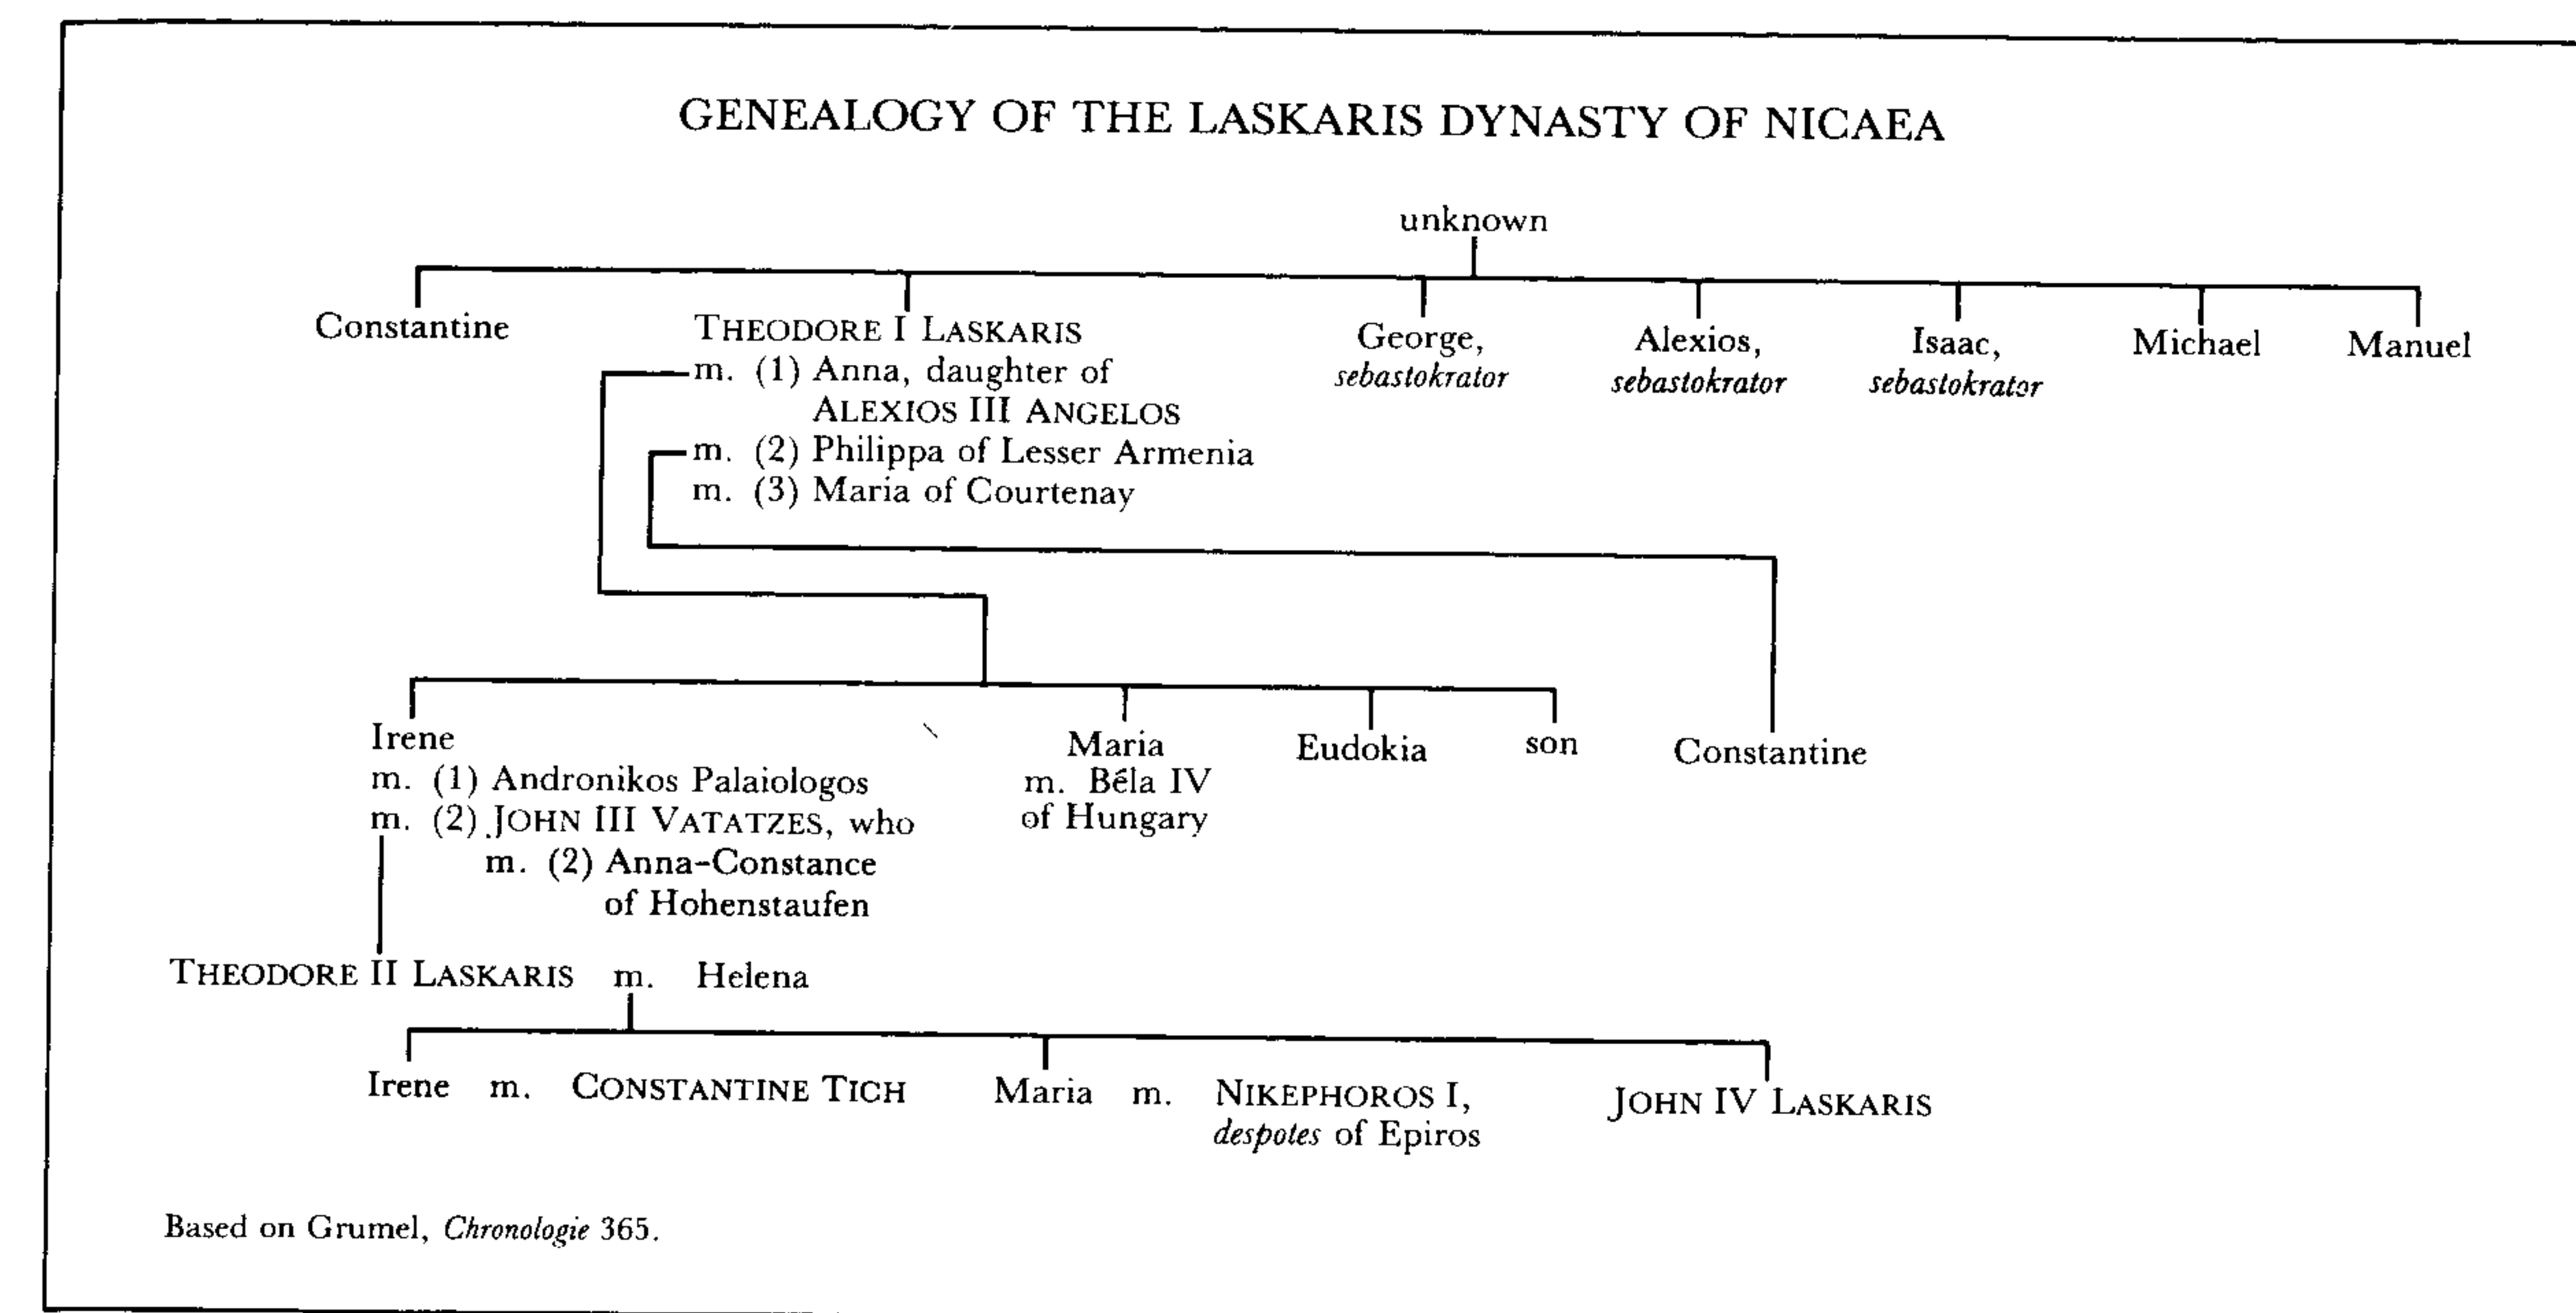 GENEALOGY OF THE LASKARIS DYNASTY OF NICAEA
unknown
Constantine
THEODORE I LASKARIS
m. (1) Anna, daughter of
ALEXIOS III ANGELOS
m. (2) Philippa of Lesser Armenia
m. (3) Maria of Courtenay
George,
sebastokrator
Alexios,
sebastokrator
Isaac,
sebastokrator
Michael
Manuel
Irene
m. (1) Andronikos Palaiologos
m. (2) JOHN III VATATZES, who
m. (2) Anna-Constance
of Hohenstaufen
Maria
m. Béla IV
of Hungary
Eudokia
son
Constantine
THEODORE II LASKARIS m. Helena
Irene m. CONSTANTINE TICH
Maria m. NIKEPHOROS I,
despotes of Epiros
JOHN IV LASKARIS
Based on Grumel, Chronologie 365.